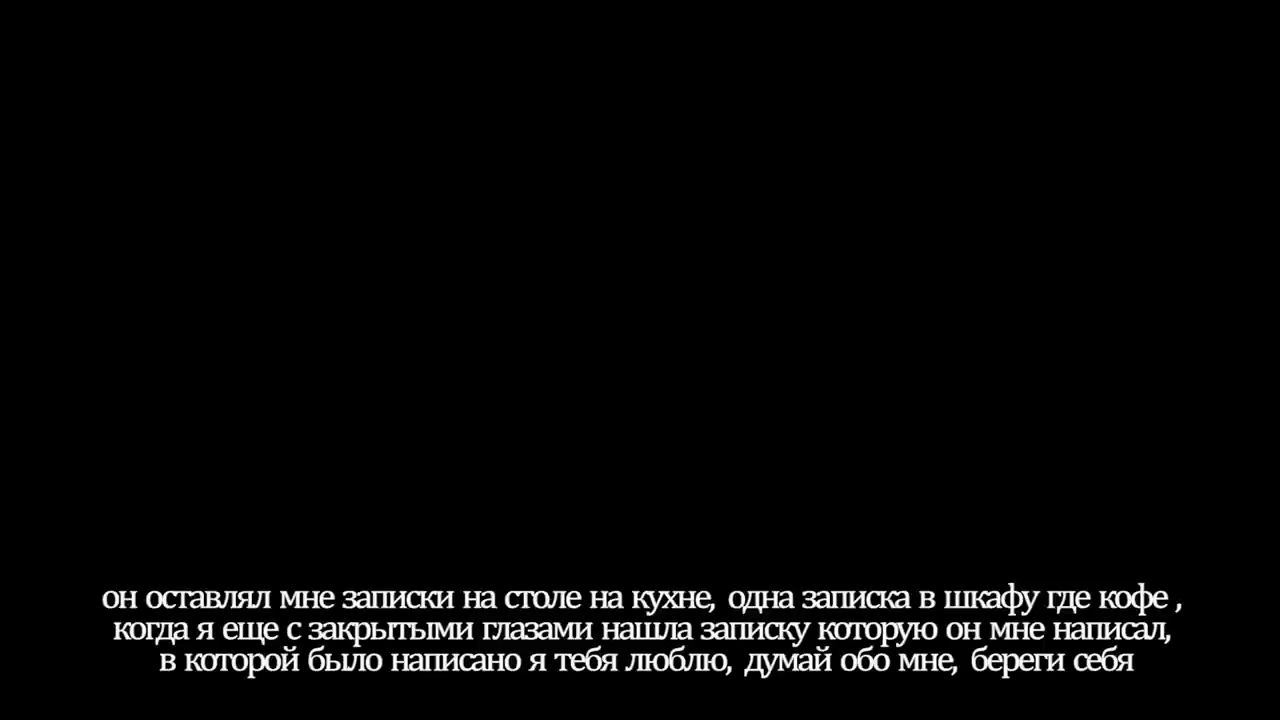 он оставлял мне записки на столе на кухне, одна записка в шкафу где кофе ,
когда я еще с закрытыми глазами нашла записку которую он мне написал,
в которой было написано я тебя люблю, думай обо мне, береги себя